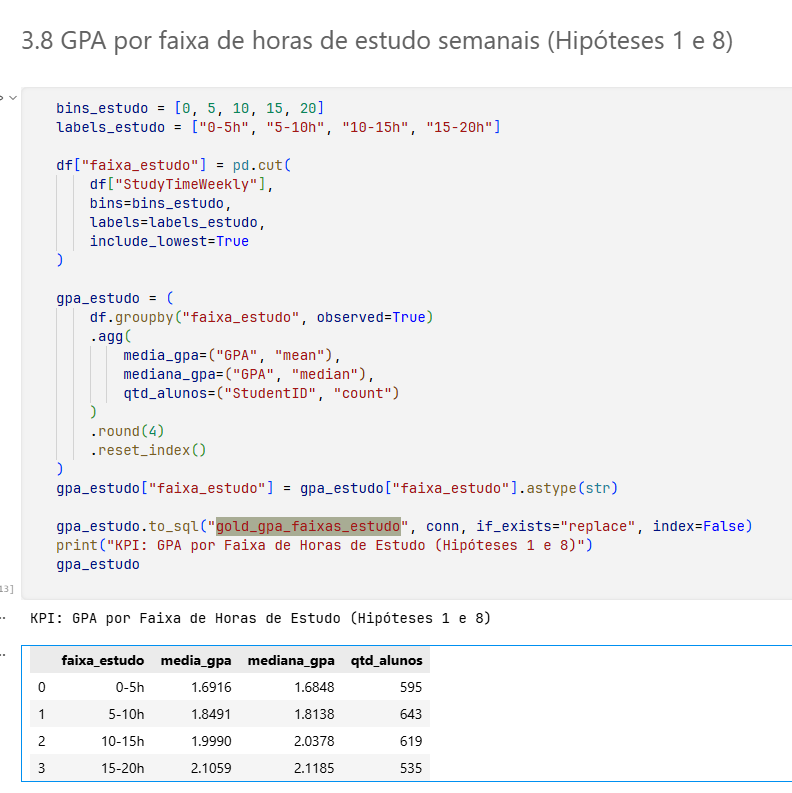 3.8 GPA por faixa de horas de estudo semanais (Hipóteses 1 e 8)
bins_estudo = [0, 5, 10, 15, 20]
labels_estudo = ["0-5h", "5-10h", "10-15h", "15-20h"]
df["faixa_estudo"] = pd.cut(
df["StudyTimeWeekly"],
bins=bins_estudo,
labels=labels_estudo,
include_lowest=True
)
gpa_estudo = (
df.groupby("faixa_estudo", observed=True)
.agg(
media_gpa=("GPA", "mean"),
mediana_gpa=("GPA", "median"),
qtd_alunos=("StudentID", "count")
)
.round(4)
.reset_index()
)
gpa_estudo["faixa_estudo"] = gpa_estudo["faixa_estudo"].astype(str)
gpa_estudo.to_sql("gold_gpa_faixas_estudo", conn, if_exists="replace", index=False)
print("KPI: GPA por Faixa de Horas de Estudo (Hipóteses 1 e 8)")
gpa_estudo
13]
KPI: GPA por Faixa de Horas de Estudo (Hipóteses 1 e 8)
faixa_estudo media_gpa mediana_gpa qtd_alunos
0 0-5h 1.6916 1.6848 595
1 5-10h 1.8491 1.8138 643
2 10-15h 1.9990 2.0378 619
3 15-20h 2.1059 2.1185 535